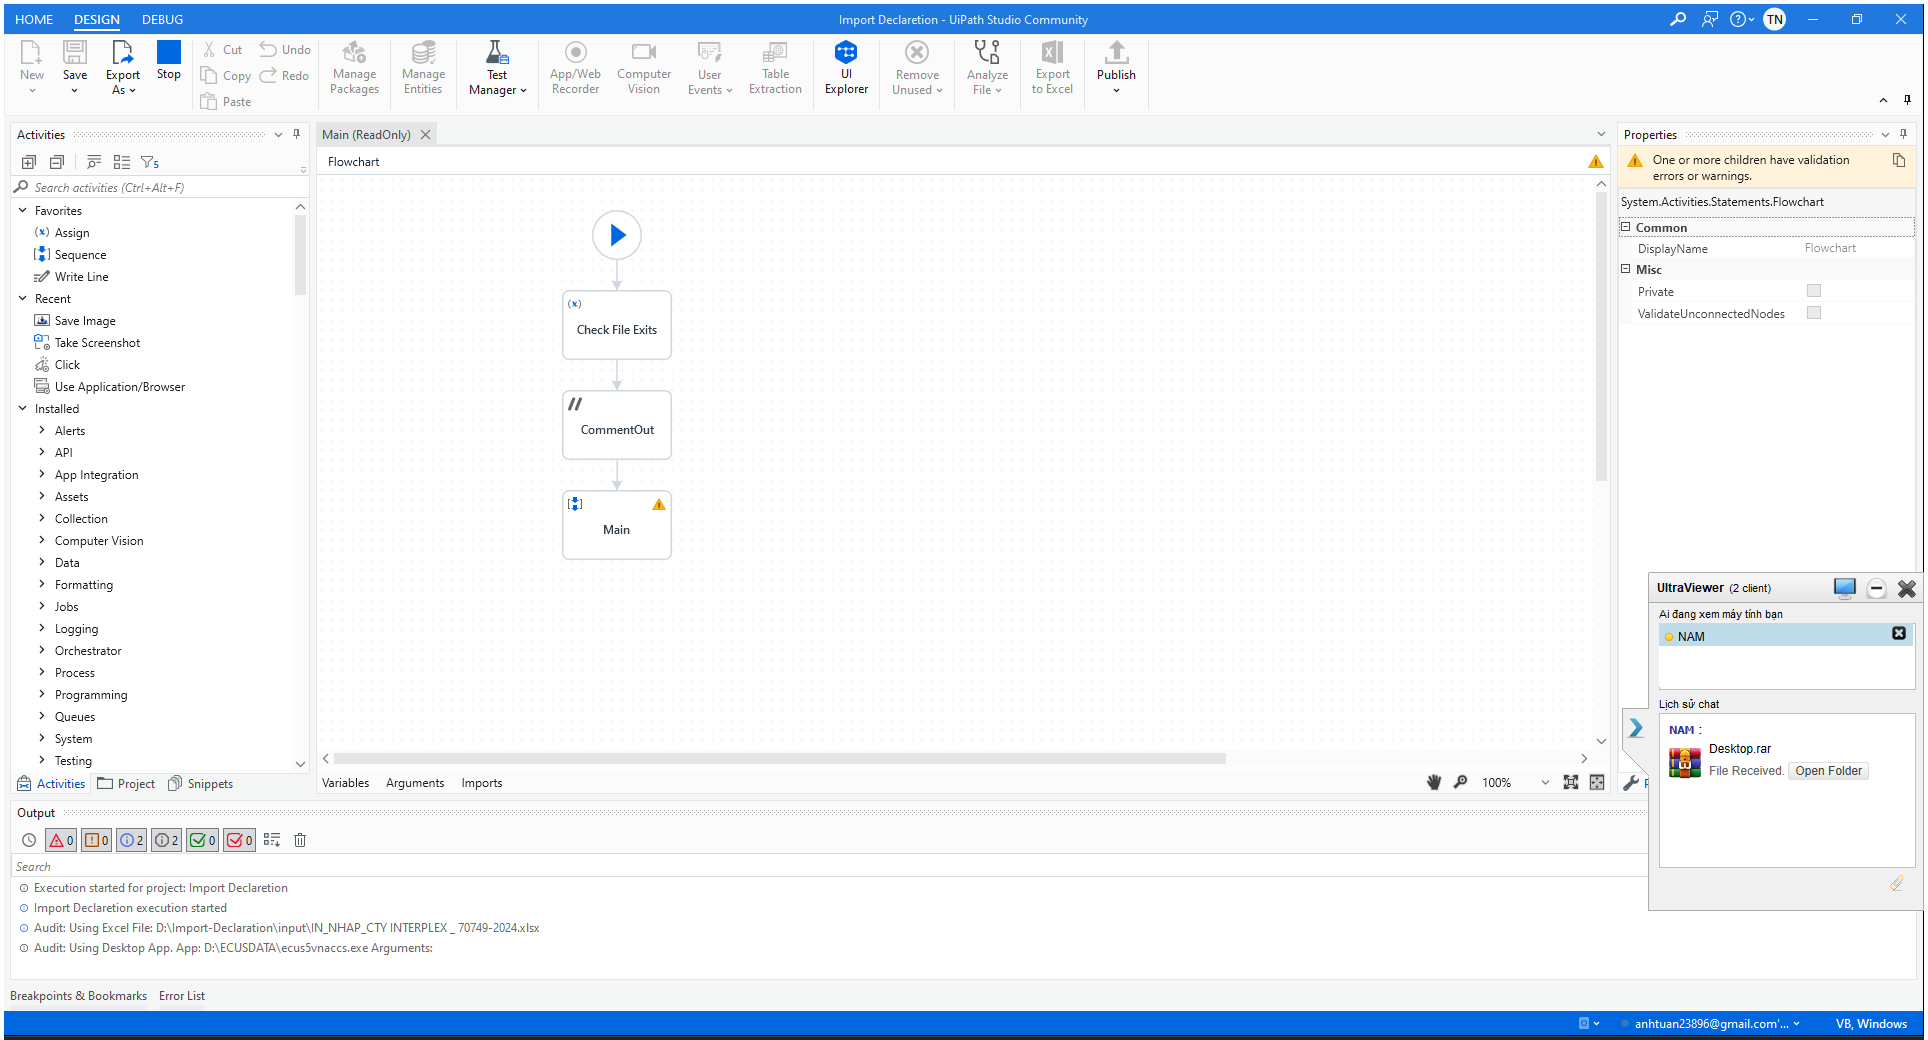 HOME DESIGN DEBUG
Import Declaretion - UiPath Studio Community
TN
New
Save
Export As
Stop
Cut
Copy
Paste
Undo
Redo
Manage Packages
Manage Entities
Test Manager
App/Web Recorder
Computer Vision
User Events
Table Extraction
UI Explorer
Remove Unused
Analyze File
Export to Excel
Publish
Activities
5
Search activities (Ctrl+Alt+F)
Favorites
Assign
Sequence
Write Line
Recent
Save Image
Take Screenshot
Click
Use Application/Browser
Installed
Alerts
API
App Integration
Assets
Collection
Computer Vision
Data
Formatting
Jobs
Logging
Orchestrator
Process
Programming
Queues
System
Testing
Activities Project Snippets
Main (ReadOnly)
Flowchart
Check File Exits
CommentOut
Main
Variables Arguments Imports
100%
Properties
One or more children have validation
errors or warnings.
System.Activities.Statements.Flowchart
Common
DisplayName Flowchart
Misc
Private
ValidateUnconnectedNodes
UltraViewer (2 client)
Ai đang xem máy tính bạn
NAM
Lịch sử chat
NAM :
Desktop.rar
File Received. Open Folder
Output
0 0 2 2 0 0
Search
Execution started for project: Import Declaretion
Import Declaretion execution started
Audit: Using Excel File: D:\Import-Declaration\input\IN_NHAP_CTY INTERPLEX _ 70749-2024.xlsx
Audit: Using Desktop App. App: D:\ECUSDATA\ecus5vnaccs.exe Arguments:
Breakpoints & Bookmarks Error List
anhtuan23896@gmail.com'... VB, Windows